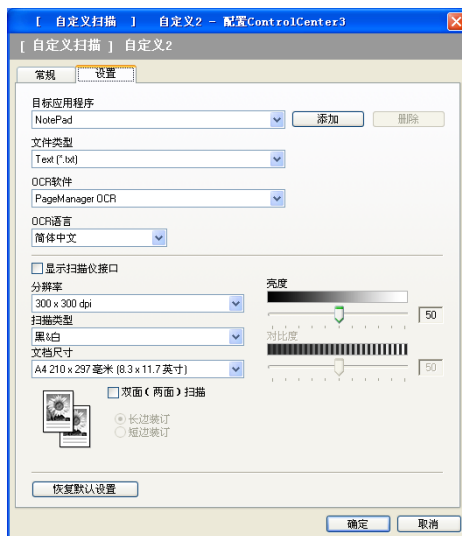 [ 自定义扫描 ] 自定义2 - 配置ControlCenter3
[ 自定义扫描 ] 自定义2
常规 设置
目标应用程序
NotePad 添加 删除
文件类型
Text (*.txt)
OCR软件
PageManager OCR
OCR语言
简体中文
显示扫描仪接口
分辨率 亮度
300 x 300 dpi 50
扫描类型 对比度
黑&白
文档尺寸
A4 210 x 297 毫米 (8.3 x 11.7 英寸) 50
双面(两面)扫描
长边装订
短边装订
恢复默认设置
确定 取消